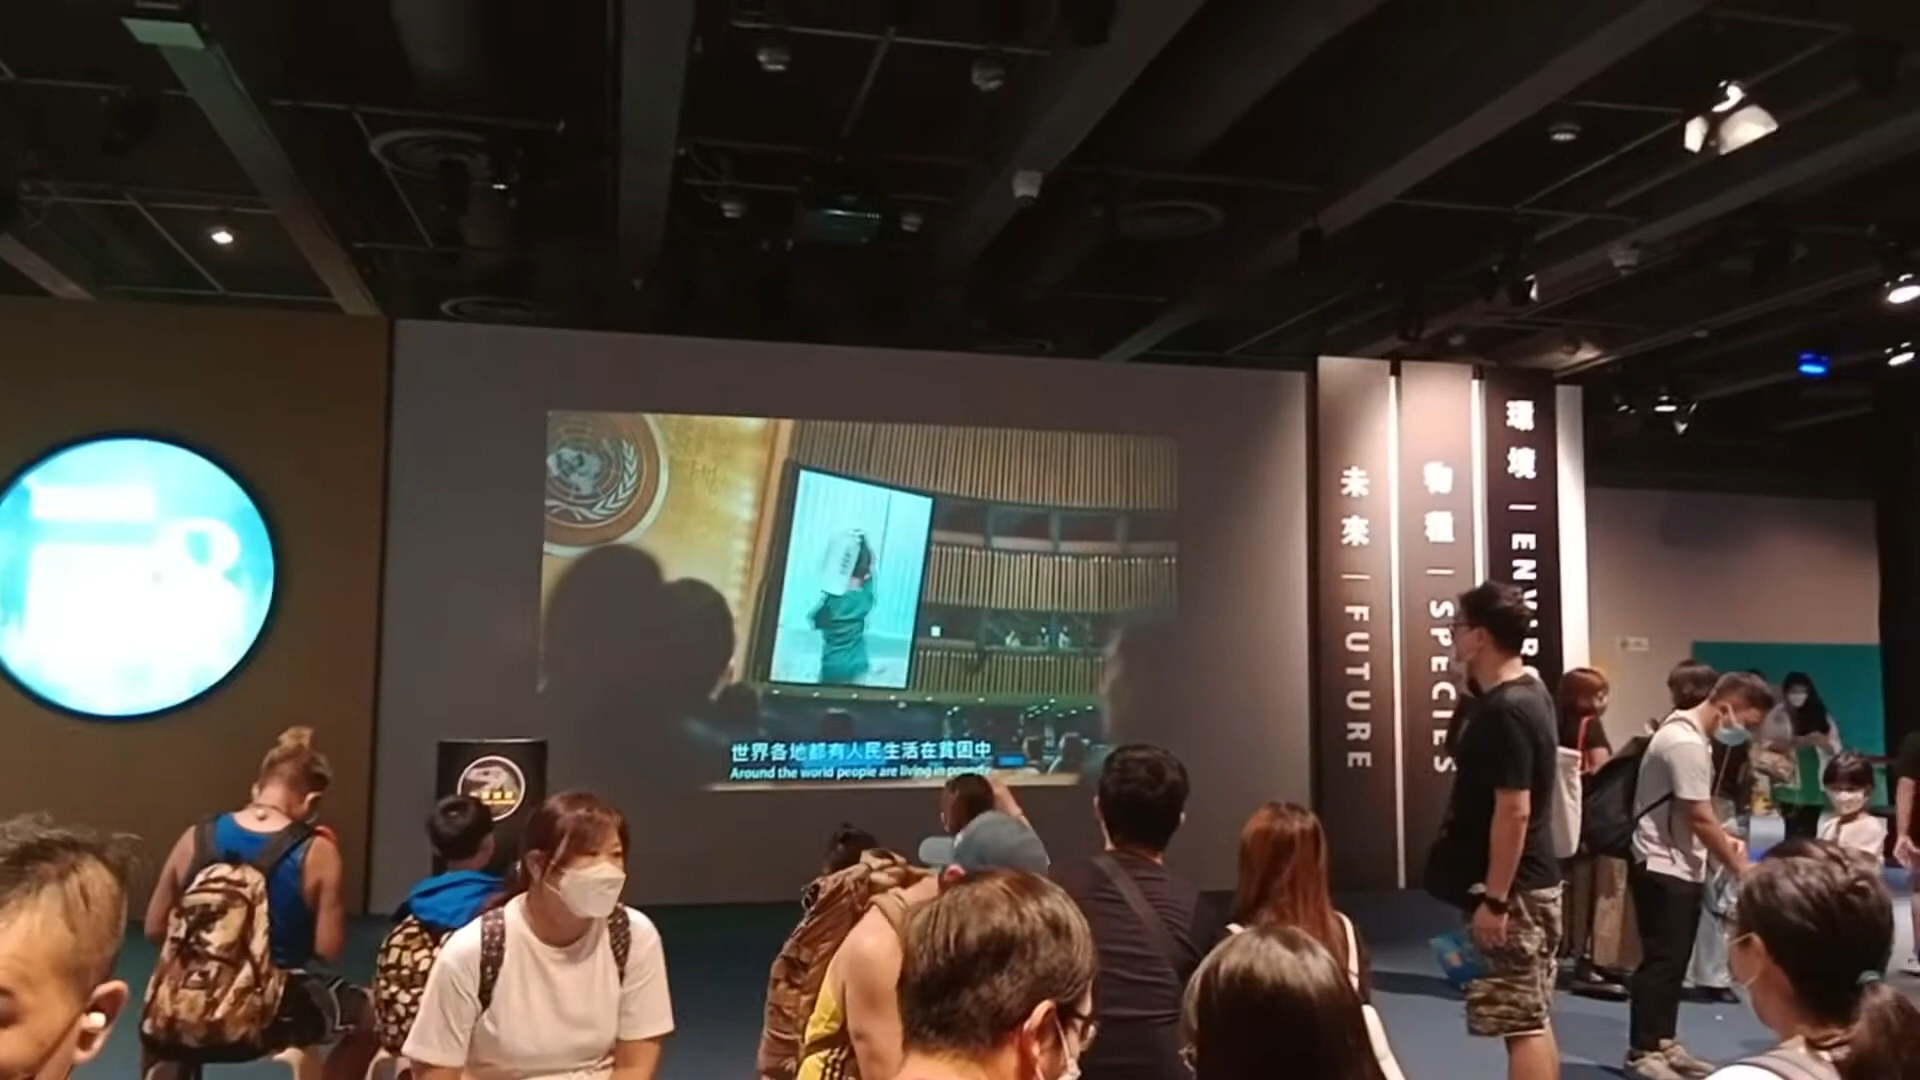 世界各地都有人民生活在貧困中
Around the world people are living in poverty
未來 | FUTURE
物種 | SPECIES
環境 | ENVIRO